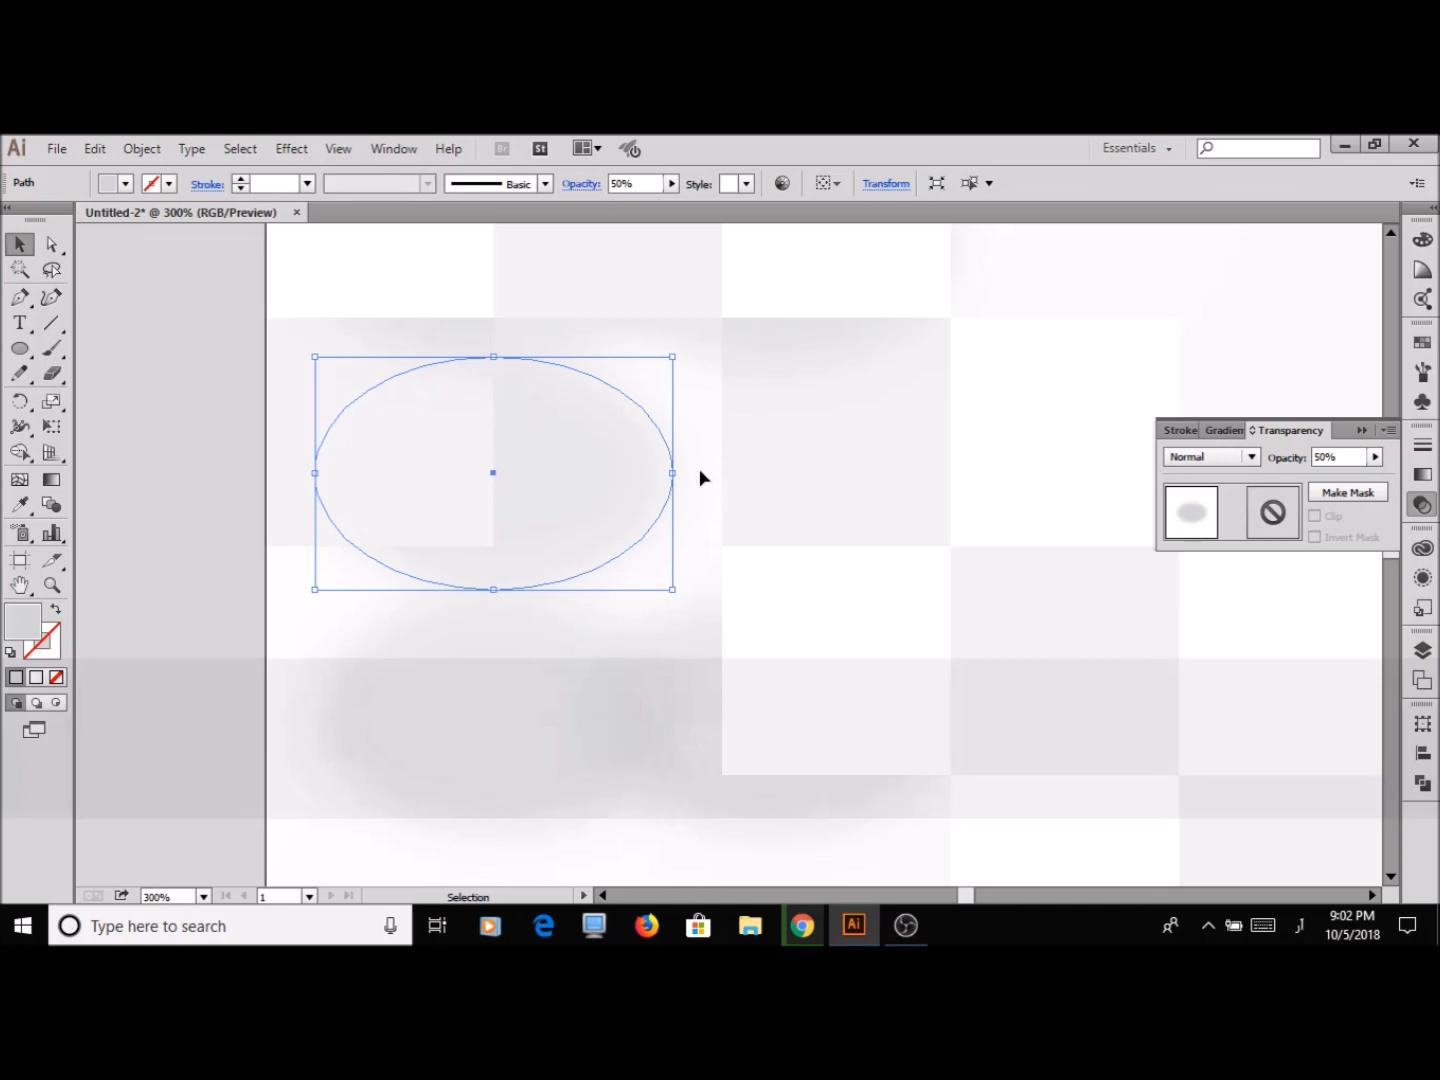 Ai File Edit Object Type Select Effect View Window Help Br St Essentials
Path Stroke: Basic Opacity: 50% Style: Transform
Untitled-2* @ 300% (RGB/Preview) ×
Stroke Gradien Transparency
Normal Opacity: 50%
Make Mask
Clip
Invert Mask
300% 1 Selection
Type here to search
Ai
9:02 PM
10/5/2018